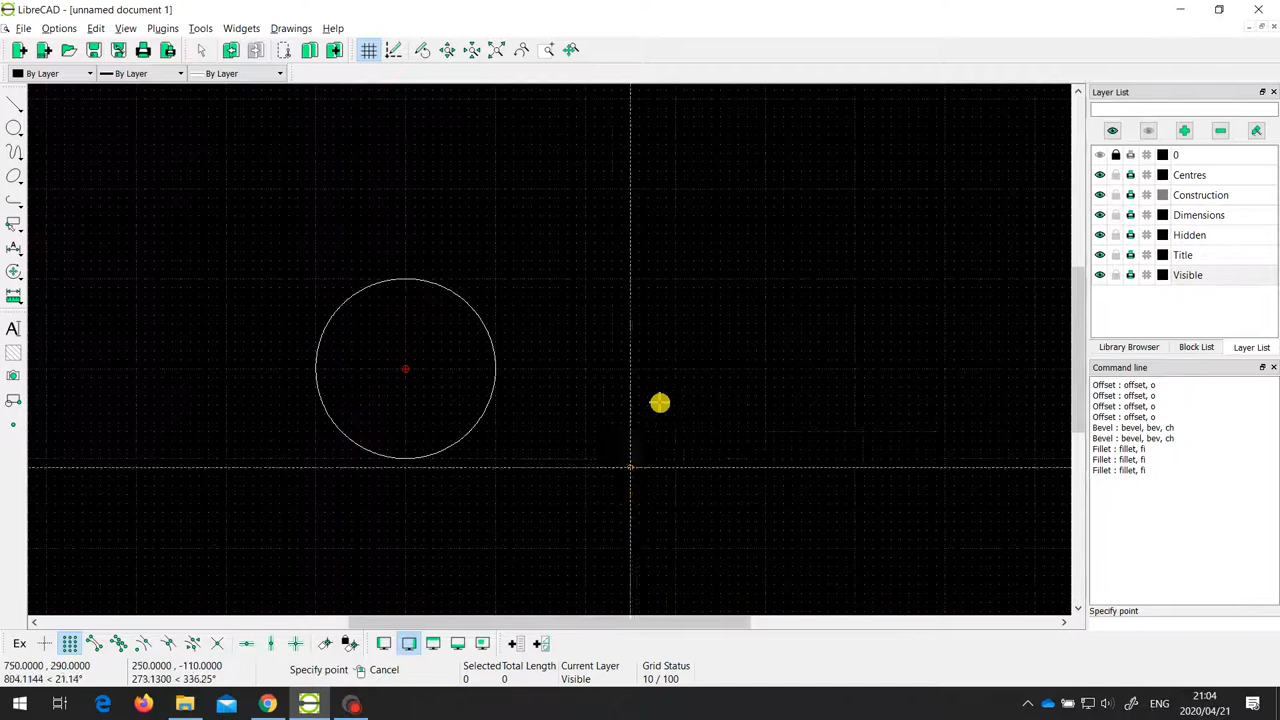 LibreCAD - [unnamed document 1]
File Options Edit View Plugins Tools Widgets Drawings Help
By Layer By Layer By Layer
Layer List
0
Centres
Construction
Dimensions
Hidden
Title
Visible
Library Browser Block List Layer List
Command line
Offset : offset, o
Offset : offset, o
Offset : offset, o
Offset : offset, o
Bevel : bevel, bev, ch
Bevel : bevel, bev, ch
Fillet : fillet, fi
Fillet : fillet, fi
Fillet : fillet, fi
Specify point
Ex
750.0000 , 290.0000
804.1144 < 21.14°
250.0000 , -110.0000
273.1300 < 336.25°
Specify point Cancel
Selected Total Length
0 0
Current Layer
Visible
Grid Status
10 / 100
ENG
21:04
2020/04/21